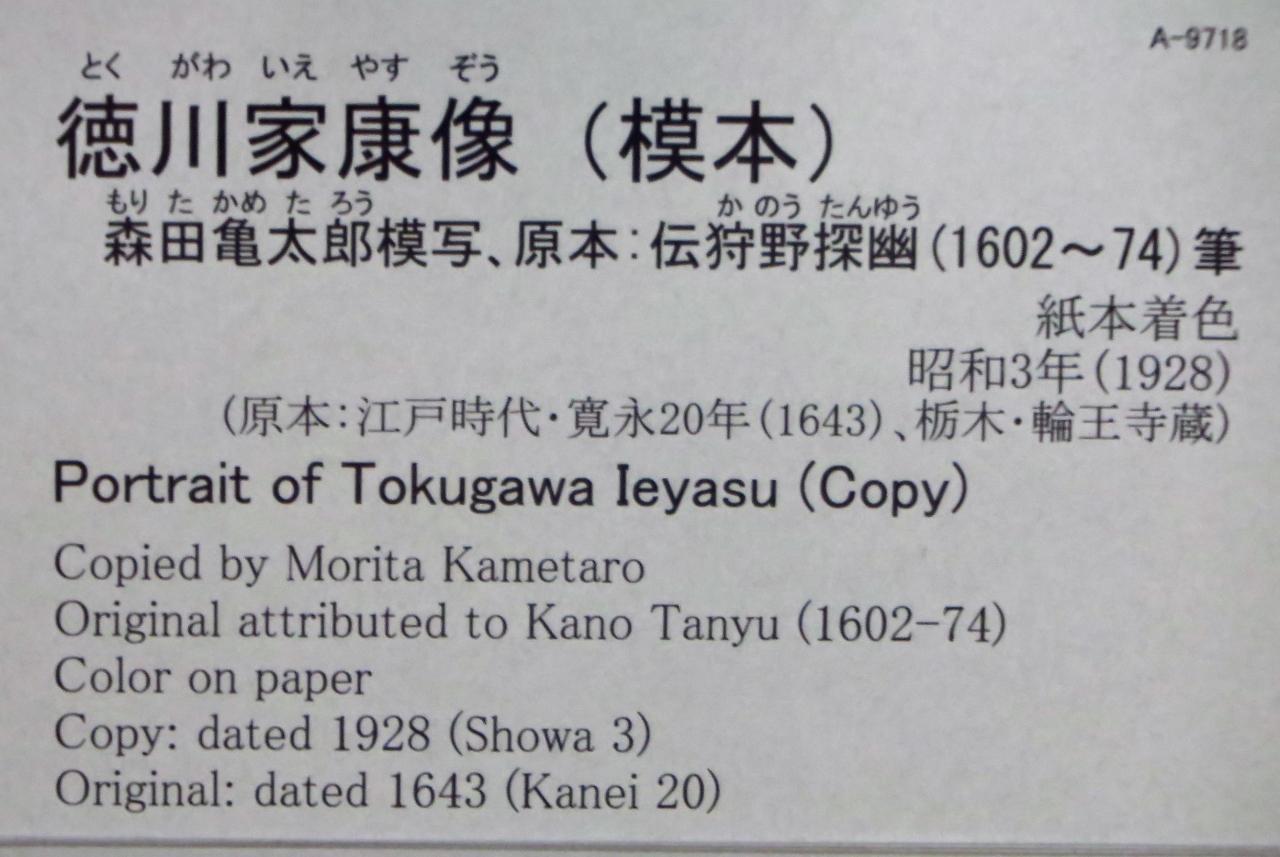 A-9718
とく がわ いえ やす ぞう
徳川家康像（模本）
もり た かめ た ろう か のう たんゆう
森田亀太郎模写、原本：伝狩野探幽(1602～74)筆
紙本着色
昭和3年(1928)
(原本：江戸時代・寛永20年(1643)、栃木・輪王寺蔵)
Portrait of Tokugawa Ieyasu (Copy)
Copied by Morita Kametaro
Original attributed to Kano Tanyu (1602-74)
Color on paper
Copy: dated 1928 (Showa 3)
Original: dated 1643 (Kanei 20)